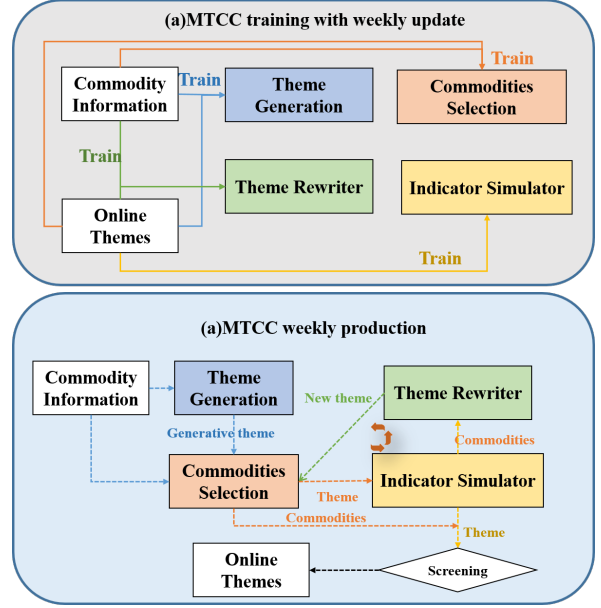 (a)MTCC training with weekly update
Train
Commodity
Information
Train
Theme
Generation
Commodities
Selection
Train
Theme Rewriter
Indicator Simulator
Online
Themes
Train
(a)MTCC weekly production
Commodity
Information
Theme
Generation
New theme
Theme Rewriter
Generative theme
Commodities
Commodities
Selection
Theme
Indicator Simulator
Commodities
Theme
Online
Themes
Screening